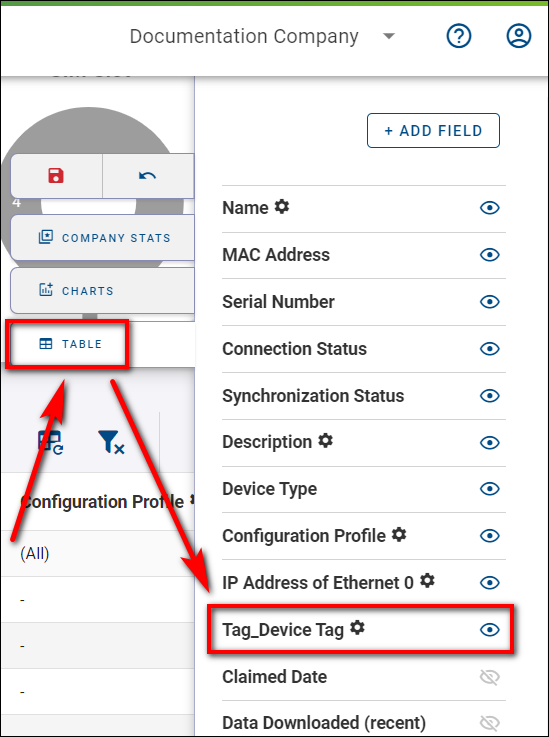 Documentation Company
+ ADD FIELD
4
COMPANY STATS
CHARTS
TABLE
Configuration Profile
(All)
-
-
-
Name
MAC Address
Serial Number
Connection Status
Synchronization Status
Description
Device Type
Configuration Profile
IP Address of Ethernet 0
Tag_Device Tag
Claimed Date
Data Downloaded (recent)